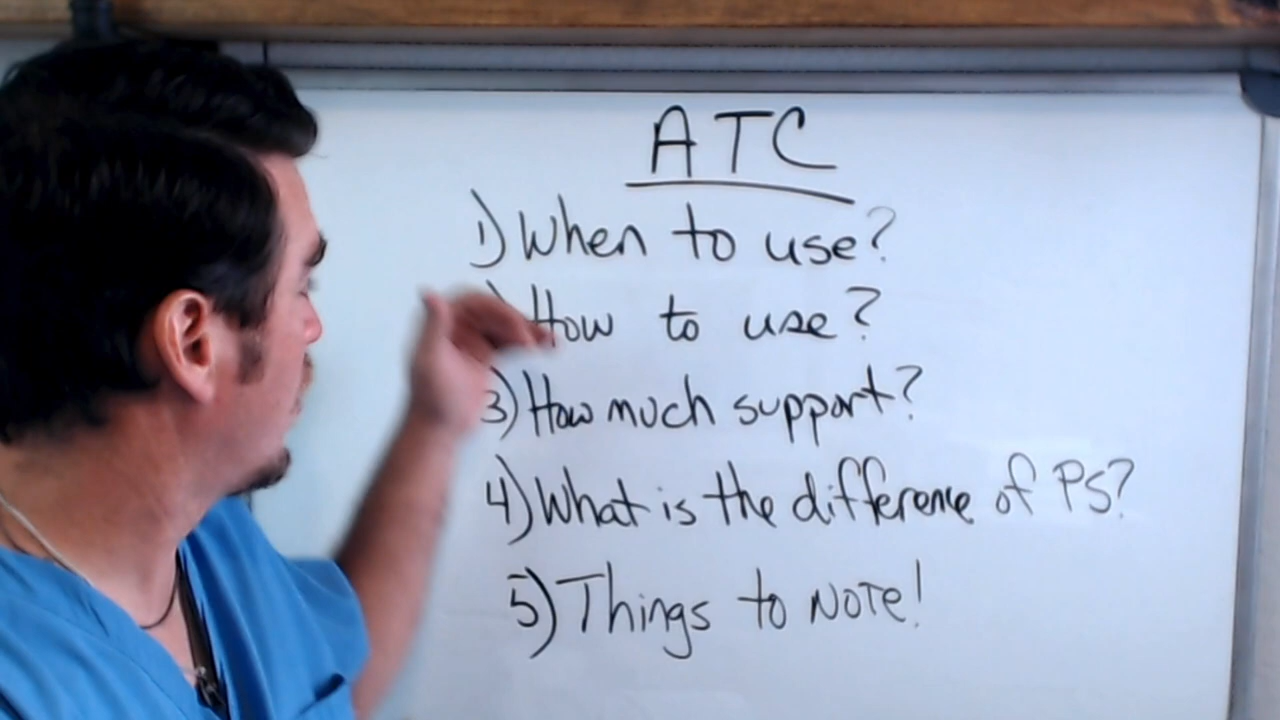 ATC
1) When to use?
) How to use?
3) How much support?
4) What is the difference of PS?
5) Things to NOTE!